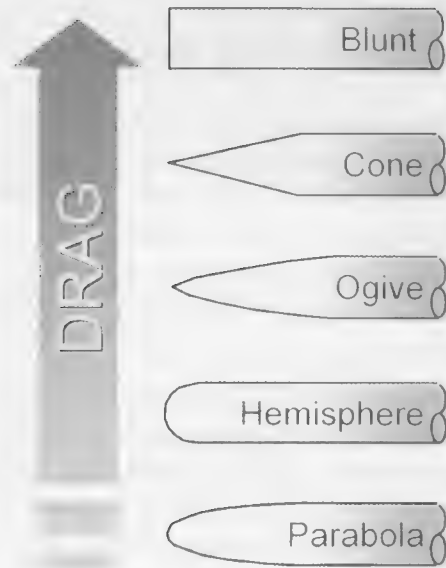 Blunt
Cone
DRAG
Ogive
Hemisphere
Parabola